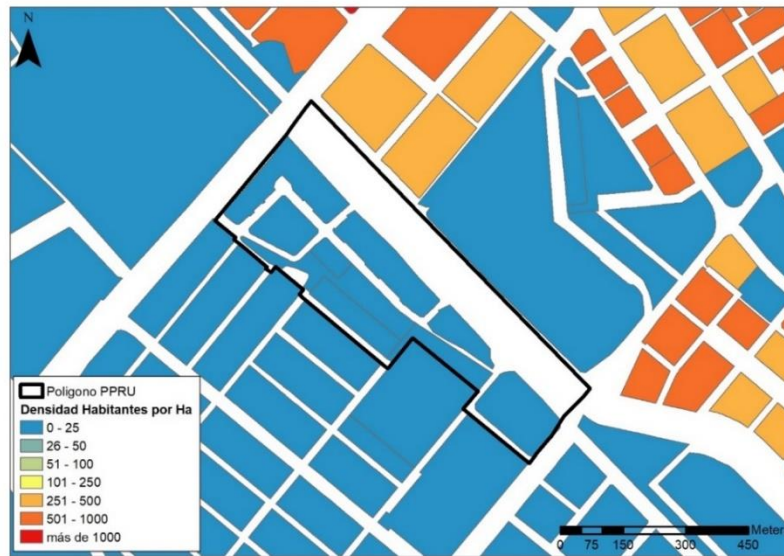 N
Poligono PPRU
Densidad Habitantes por Ha
0 - 25
26 - 50
51 - 100
101 - 250
251 - 500
501 - 1000
más de 1000
Meter
0 75 150 300 450